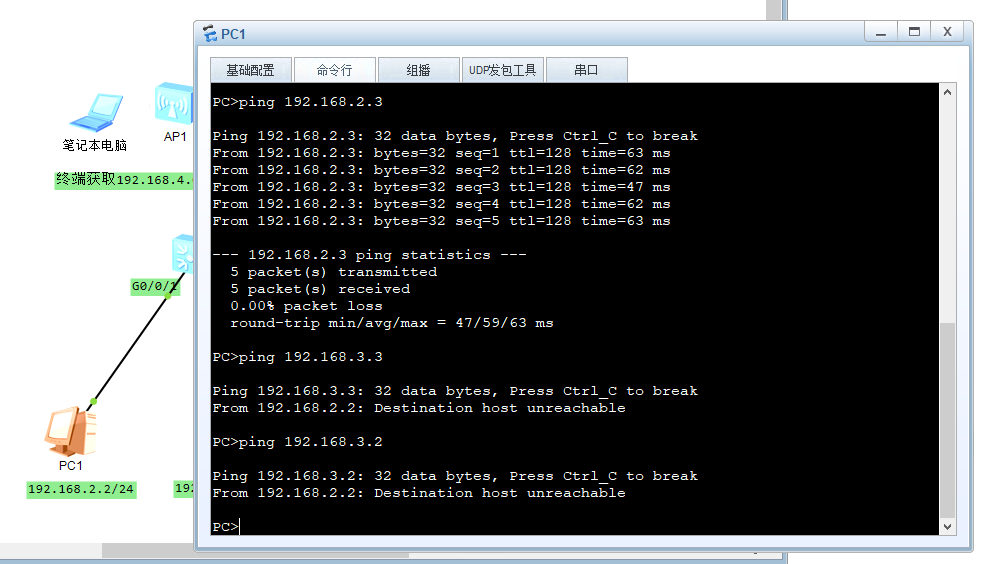 PC1
基础配置 命令行 组播 UDP发包工具 串口
PC>ping 192.168.2.3
Ping 192.168.2.3: 32 data bytes, Press Ctrl_C to break
From 192.168.2.3: bytes=32 seq=1 ttl=128 time=63 ms
From 192.168.2.3: bytes=32 seq=2 ttl=128 time=62 ms
From 192.168.2.3: bytes=32 seq=3 ttl=128 time=47 ms
From 192.168.2.3: bytes=32 seq=4 ttl=128 time=62 ms
From 192.168.2.3: bytes=32 seq=5 ttl=128 time=63 ms
--- 192.168.2.3 ping statistics ---
5 packet(s) transmitted
5 packet(s) received
0.00% packet loss
round-trip min/avg/max = 47/59/63 ms
PC>ping 192.168.3.3
Ping 192.168.3.3: 32 data bytes, Press Ctrl_C to break
From 192.168.2.2: Destination host unreachable
PC>ping 192.168.3.2
Ping 192.168.3.2: 32 data bytes, Press Ctrl_C to break
From 192.168.2.2: Destination host unreachable
PC>
笔记本电脑
AP1
终端获取192.168.4.
G0/0/1
PC1
192.168.2.2/24
192